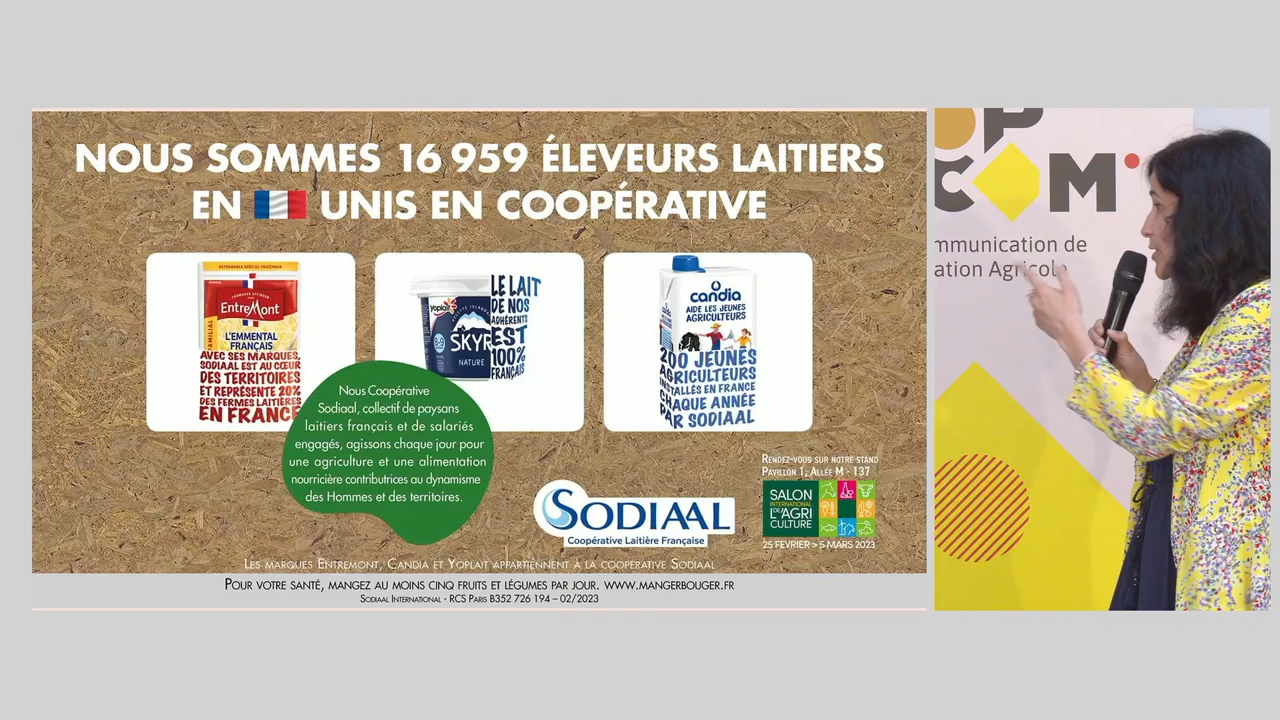 NOUS SOMMES 16 959 ÉLEVEURS LAITIERS
EN UNIS EN COOPÉRATIVE
REFERMABLE SPÉCIAL FRAÎCHEUR
ENTREMONT
FAMILIAL
L'EMMENTAL
FRANÇAIS
AVEC SES MARQUES,
SODIAAL EST AU CŒUR
DES TERRITOIRES
ET REPRÉSENTE 20%
DES FERMES LAITIÈRES
EN FRANCE
Yoplait
SKYR
NATURE
LE LAIT
DE NOS
ADHÉRENTS
EST
100%
FRANÇAIS
candia
AIDE LES JEUNES
AGRICULTEURS
200 JEUNES
AGRICULTEURS
INSTALLÉS EN FRANCE
CHAQUE ANNÉE
PAR SODIAAL
Nous Coopérative
Sodiaal, collectif de paysans
laitiers français et de salariés
engagés, agissons chaque jour pour
une agriculture et une alimentation
nourricière contributrices au dynamisme
des Hommes et des territoires.
SODIAAL
Coopérative Laitière Française
RENDEZ-VOUS SUR NOTRE STAND
PAVILLON 1, ALLÉE M - 137
SALON
INTERNATIONAL
DE L'AGRI
CULTURE
25 FÉVRIER > 5 MARS 2023
LES MARQUES ENTREMONT, CANDIA ET YOPLAIT APPARTIENNENT À LA COOPÉRATIVE SODIAAL
POUR VOTRE SANTÉ, MANGEZ AU MOINS CINQ FRUITS ET LÉGUMES PAR JOUR. WWW.MANGERBOUGER.FR
SODIAAL INTERNATIONAL - RCS PARIS B352 726 194 – 02/2023
OP
COM
mmunication de
ation Agricole